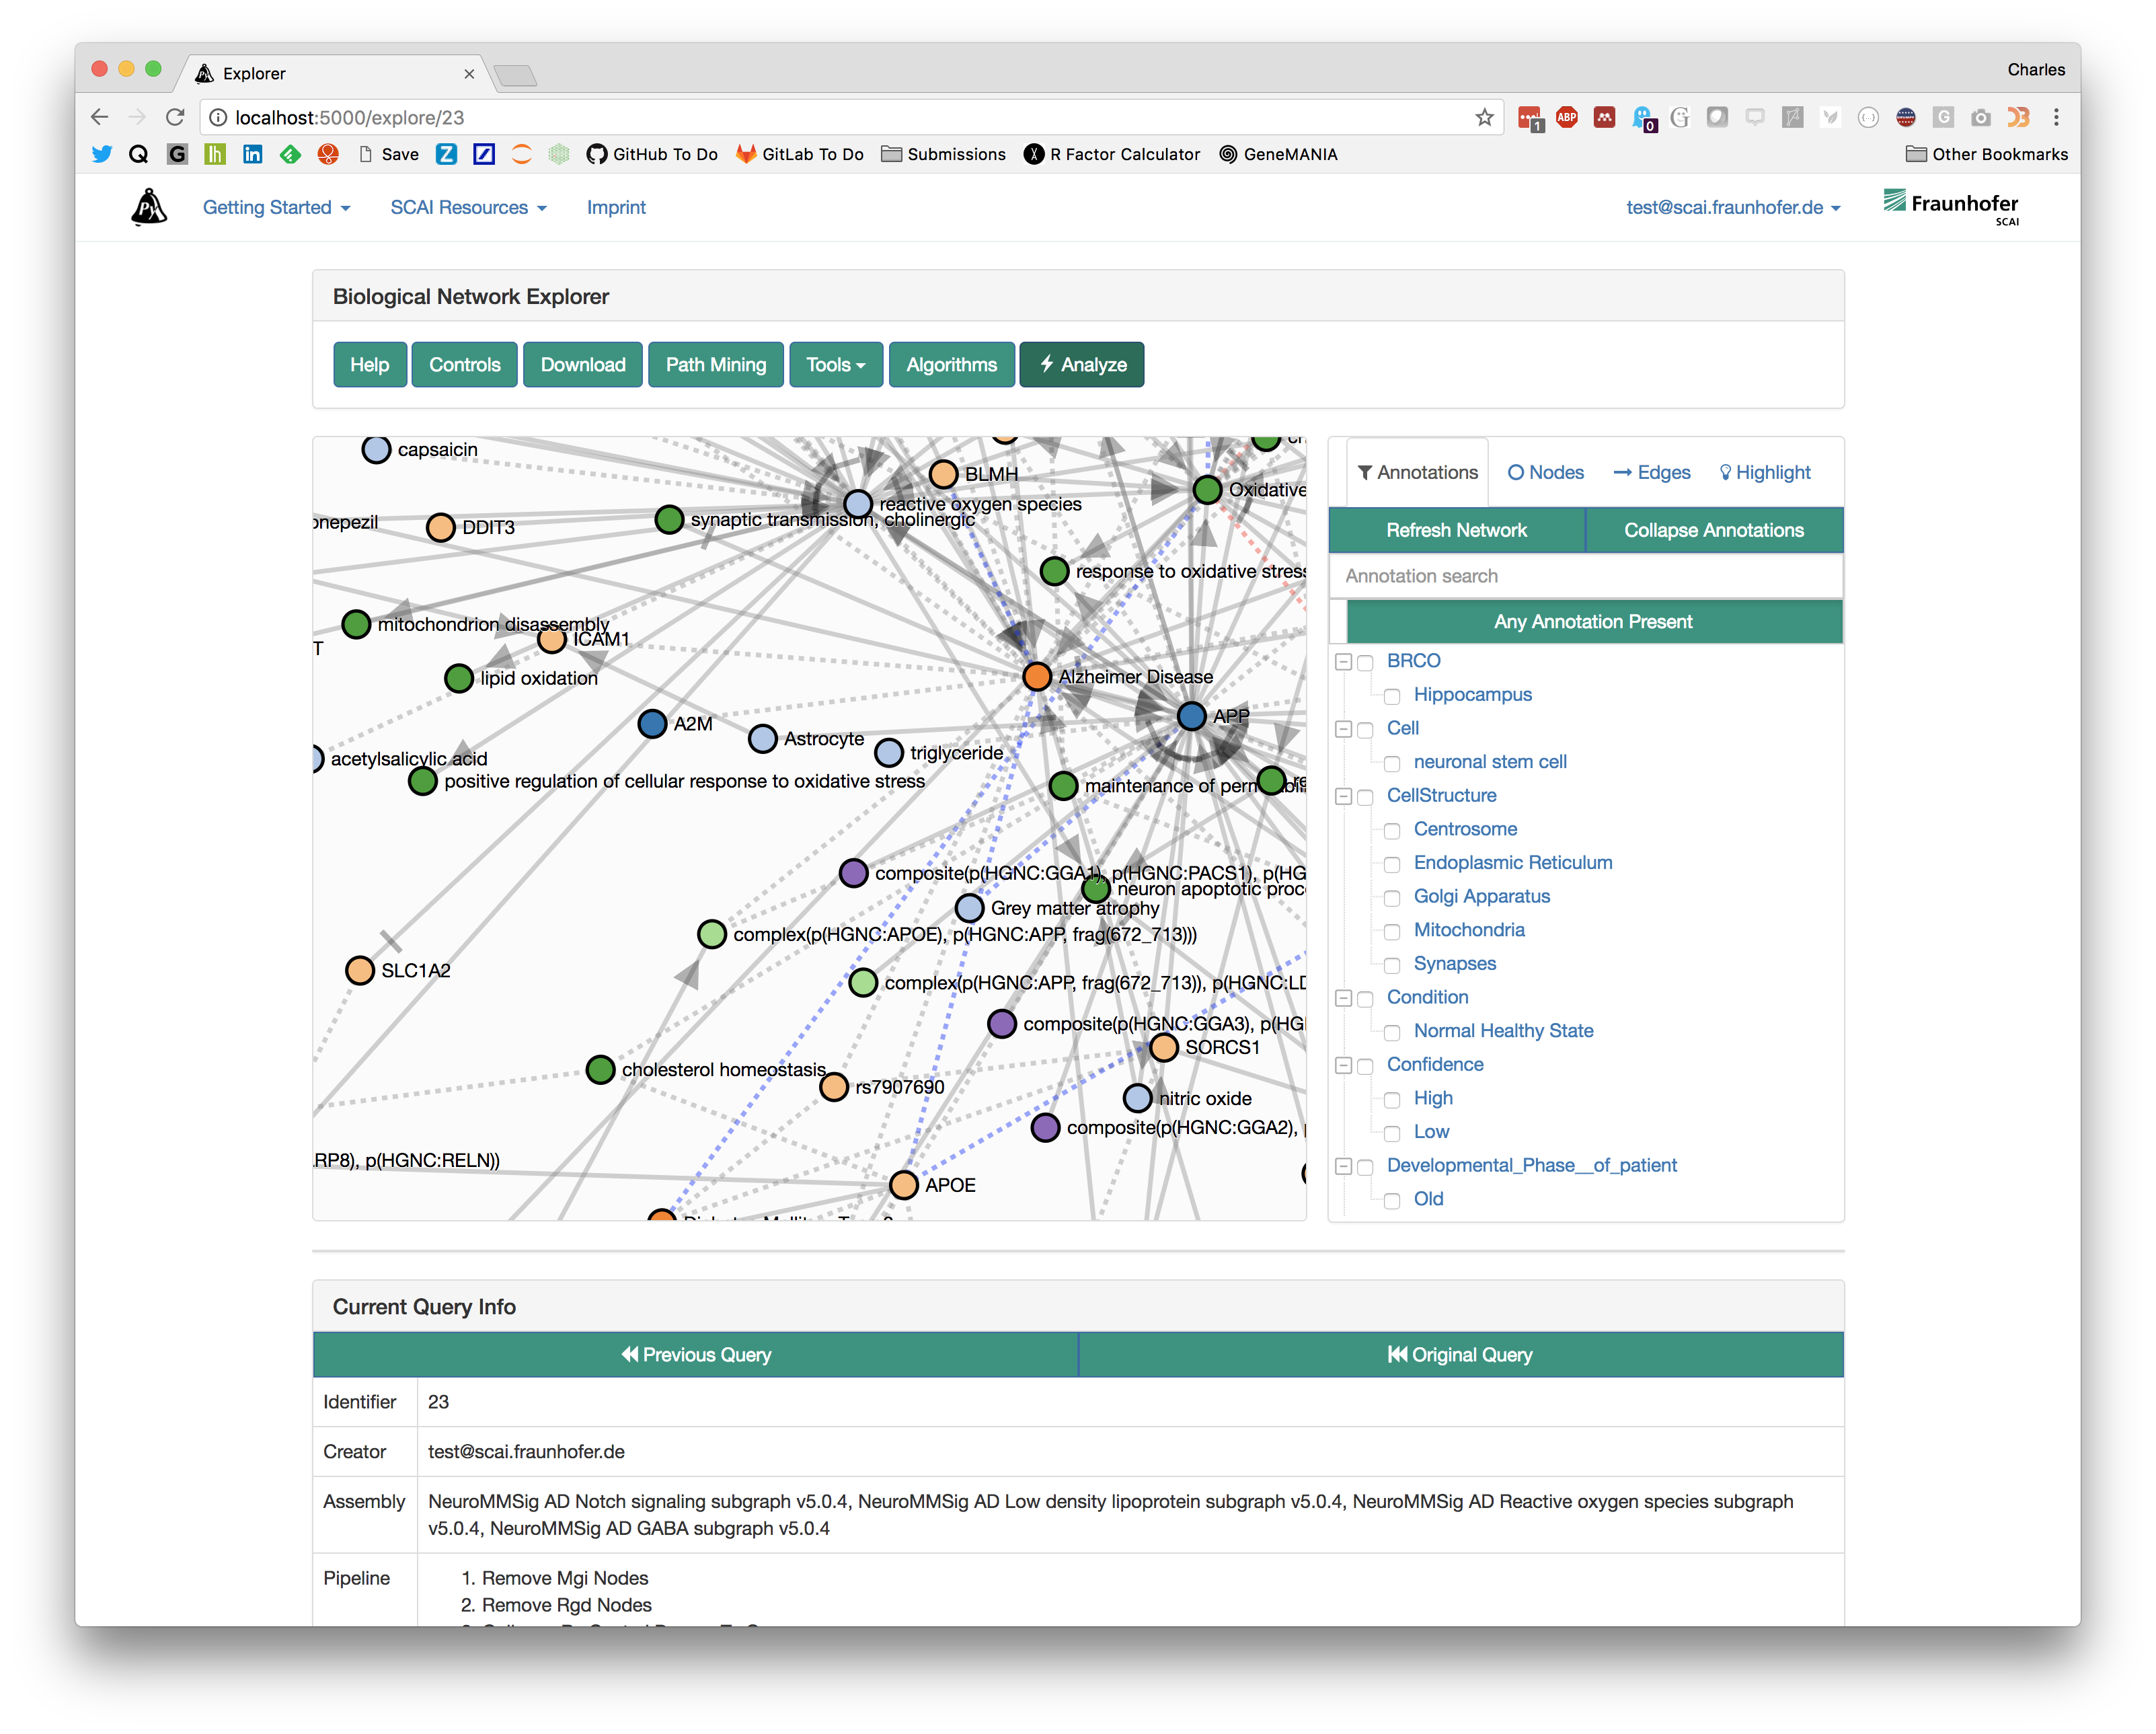 Explorer
Charles
localhost:5000/explore/23
ABP
1
0
Save
GitHub To Do
GitLab To Do
Submissions
R Factor Calculator
GeneMANIA
Other Bookmarks
Getting Started
SCAI Resources
Imprint
test@scai.fraunhofer.de
Fraunhofer
SCAI
Biological Network Explorer
Help
Controls
Download
Path Mining
Tools
Algorithms
Analyze
capsaicin
BLMH
Oxidative
reactive oxygen species
synaptic transmission, cholinergic
onepezil
DDIT3
response to oxidative stress
mitochondrion disassembly
ICAM1
T
lipid oxidation
Alzheimer Disease
APP
A2M
Astrocyte
triglyceride
acetylsalicylic acid
positive regulation of cellular response to oxidative stress
maintenance of perm
re
composite(p(HGNC:GGA1), p(HGNC:PACS1), p(HG
neuron apoptotic proc
Grey matter atrophy
complex(p(HGNC:APOE), p(HGNC:APP, frag(672_713)))
SLC1A2
complex(p(HGNC:APP, frag(672_713)), p(HGNC:LD
composite(p(HGNC:GGA3), p(HG
SORCS1
cholesterol homeostasis
rs7907690
nitric oxide
composite(p(HGNC:GGA2),
RP8), p(HGNC:RELN))
APOE
Annotations
Nodes
Edges
Highlight
Refresh Network
Collapse Annotations
Annotation search
Any Annotation Present
BRCO
Hippocampus
Cell
neuronal stem cell
CellStructure
Centrosome
Endoplasmic Reticulum
Golgi Apparatus
Mitochondria
Synapses
Condition
Normal Healthy State
Confidence
High
Low
Developmental_Phase__of_patient
Old
Current Query Info
Previous Query
Original Query
Identifier
23
Creator
test@scai.fraunhofer.de
Assembly
NeuroMMSig AD Notch signaling subgraph v5.0.4, NeuroMMSig AD Low density lipoprotein subgraph v5.0.4, NeuroMMSig AD Reactive oxygen species subgraph
v5.0.4, NeuroMMSig AD GABA subgraph v5.0.4
Pipeline
1. Remove Mgi Nodes
2. Remove Rgd Nodes